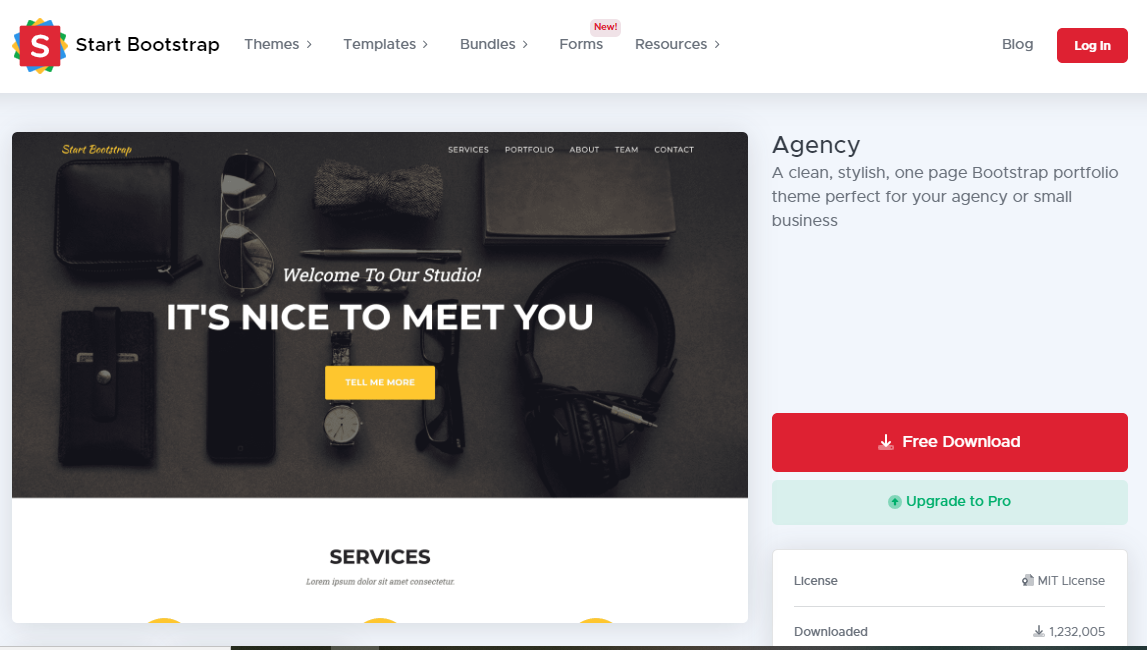 New!
S Start Bootstrap Themes Templates Bundles Forms Resources Blog Log In
Start Bootstrap SERVICES PORTFOLIO ABOUT TEAM CONTACT
Welcome To Our Studio!
IT'S NICE TO MEET YOU
TELL ME MORE
SERVICES
Lorem ipsum dolor sit amet consectetur.
Agency
A clean, stylish, one page Bootstrap portfolio
theme perfect for your agency or small
business
Free Download
Upgrade to Pro
License MIT License
Downloaded 1,232,005